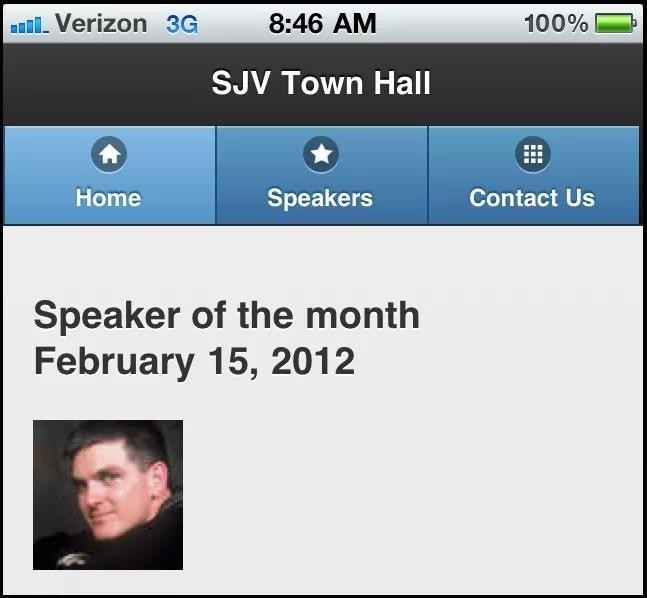 Verizon 3G 8:46 AM 100%
SJV Town Hall
Home Speakers Contact Us
Speaker of the month
February 15, 2012